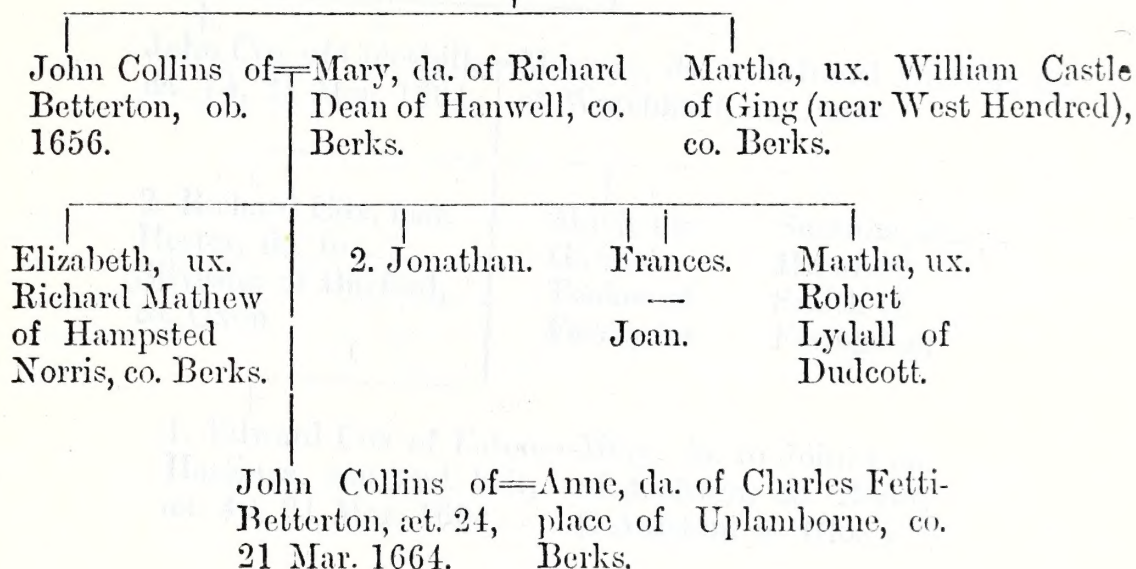 John Collins of Betterton, ob. 1656.
Mary, da. of Richard Dean of Hanwell, co. Berks.
Martha, ux. William Castle of Ging (near West Hendred), co. Berks.
Elizabeth, ux. Richard Mathew of Hampsted Norris, co. Berks.
2. Jonathan.
Frances.
—
Joan.
Martha, ux. Robert Lydall of Dudcott.
John Collins of Betterton, æt. 24, 21 Mar. 1664.
Anne, da. of Charles Fetti-
place of Uplamborne, co. Berks.